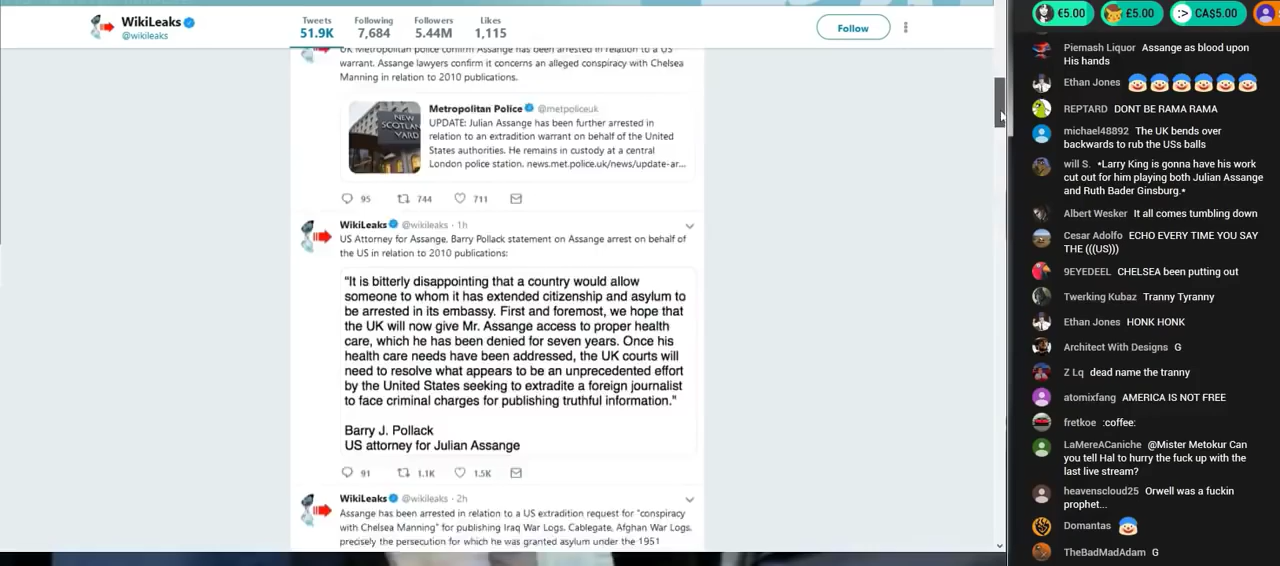 WikiLeaks
@wikileaks
Tweets Following Followers Likes
51.9K 7,684 5.44M 1,115
Follow
UK Metropolitan police confirm Assange has been arrested in relation to a US
warrant. Assange lawyers confirm it concerns an alleged conspiracy with Chelsea
Manning in relation to 2010 publications.
NEW
SCOTLAN
YARD
Metropolitan Police @metpoliceuk
UPDATE: Julian Assange has been further arrested in
relation to an extradition warrant on behalf of the United
States authorities. He remains in custody at a central
London police station. news.met.police.uk/news/update-ar...
95 744 711
WikiLeaks @wikileaks · 1h
US Attorney for Assange, Barry Pollack statement on Assange arrest on behalf of
the US in relation to 2010 publications:
"It is bitterly disappointing that a country would allow
someone to whom it has extended citizenship and asylum to
be arrested in its embassy. First and foremost, we hope that
the UK will now give Mr. Assange access to proper health
care, which he has been denied for seven years. Once his
health care needs have been addressed, the UK courts will
need to resolve what appears to be an unprecedented effort
by the United States seeking to extradite a foreign journalist
to face criminal charges for publishing truthful information."
Barry J. Pollack
US attorney for Julian Assange
91 1.1K 1.5K
WikiLeaks @wikileaks · 2h
Assange has been arrested in relation to a US extradition request for "conspiracy
with Chelsea Manning" for publishing Iraq War Logs, Cablegate, Afghan War Logs,
precisely the persecution for which he was granted asylum under the 1951
€5.00 £5.00 CA$5.00
Piemash Liquor Assange as blood upon
His hands
Ethan Jones
REPTARD DONT BE RAMA RAMA
michael48892 The UK bends over
backwards to rub the USs balls
will S. *Larry King is gonna have his work
cut out for him playing both Julian Assange
and Ruth Bader Ginsburg.*
Albert Wesker It all comes tumbling down
Cesar Adolfo ECHO EVERY TIME YOU SAY
THE (((US)))
9EYEDEEL CHELSEA been putting out
Twerking Kubaz Tranny Tyranny
Ethan Jones HONK HONK
Architect With Designs G
Z Lq dead name the tranny
atomixfang AMERICA IS NOT FREE
fretkoe :coffee:
LaMereACaniche @Mister Metokur Can
you tell Hal to hurry the fuck up with the
last live stream?
heavenscloud25 Orwell was a fuckin
prophet...
Domantas
TheBadMadAdam G